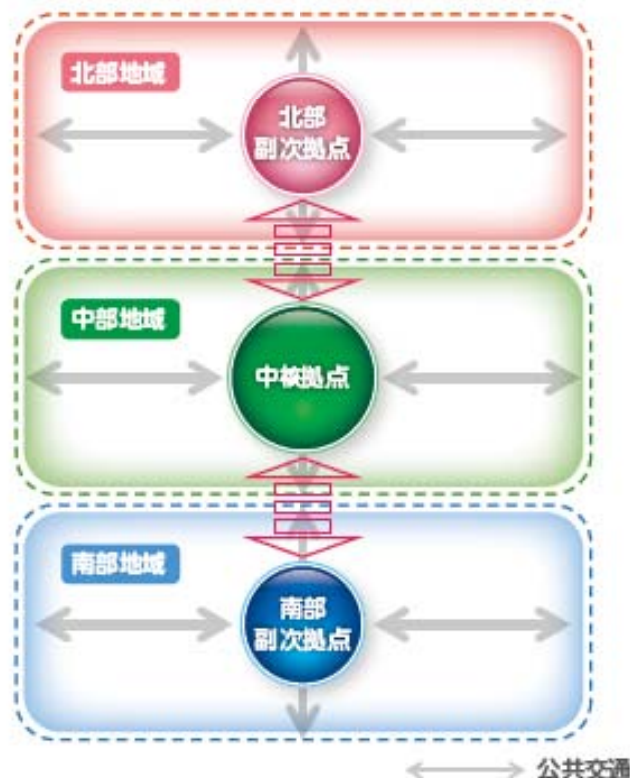 北部地域
北部
副次拠点
中部地域
中核拠点
南部地域
南部
副次拠点
公共交通